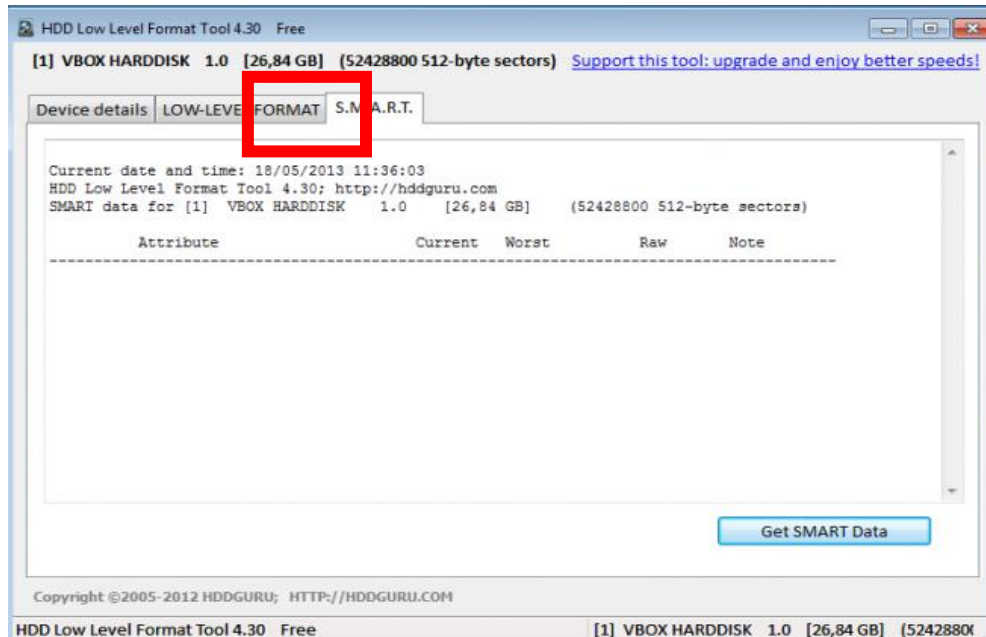 HDD Low Level Format Tool 4.30 Free
[1] VBOX HARDDISK 1.0 [26,84 GB] (52428800 512-byte sectors) Support this tool: upgrade and enjoy better speeds!
Device details LOW-LEVE FORMAT S.M.A.R.T.
Current date and time: 18/05/2013 11:36:03
HDD Low Level Format Tool 4.30; http://hddguru.com
SMART data for [1] VBOX HARDDISK 1.0 [26,84 GB] (52428800 512-byte sectors)
Attribute Current Worst Raw Note
--------------------------------------------------------------------------------------
Get SMART Data
Copyright ©2005-2012 HDDGURU; HTTP://HDDGURU.COM
HDD Low Level Format Tool 4.30 Free [1] VBOX HARDDISK 1.0 [26,84 GB] (5242880